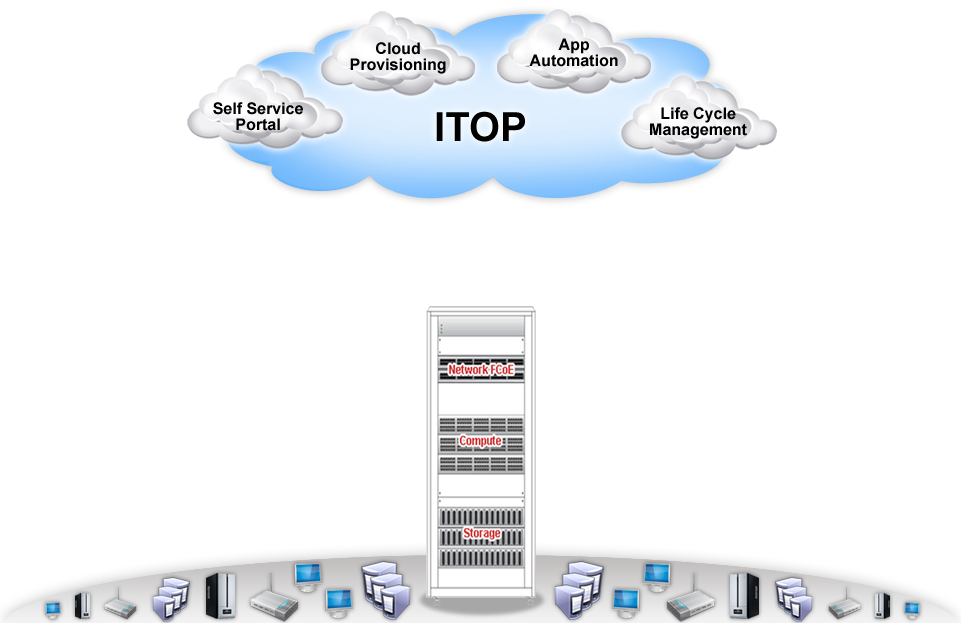 Cloud
Provisioning
App
Automation
Self Service
Portal
ITOP
Life Cycle
Management
Network FCoE
Compute
Storage